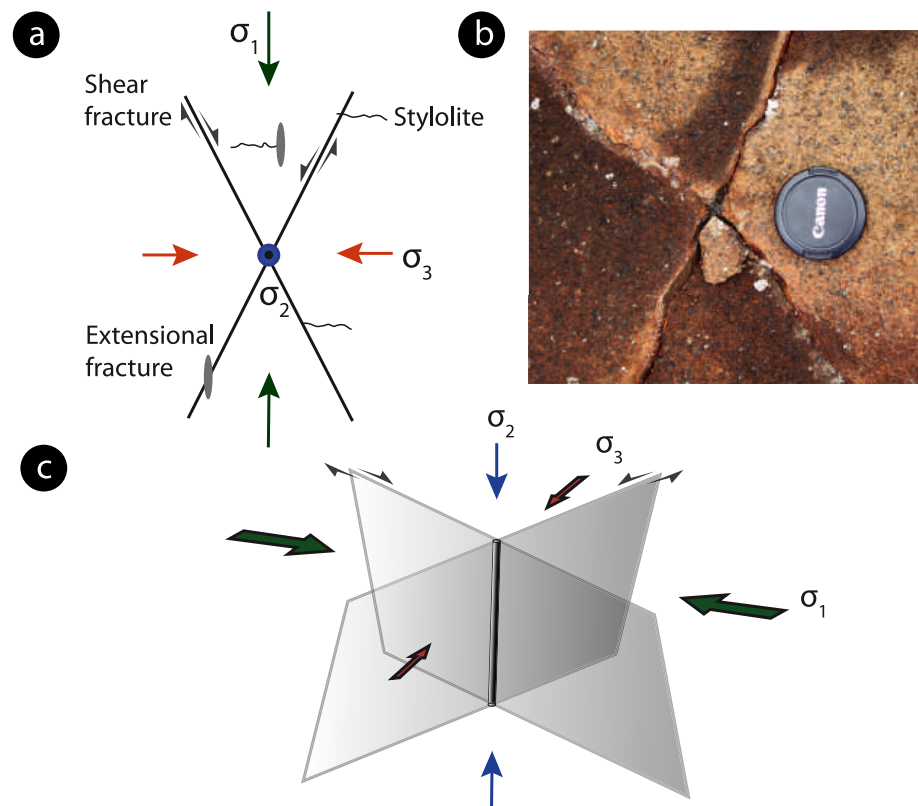 a
σ1
Shear
fracture
Stylolite
σ3
σ2
Extensional
fracture
b
Canon
c
σ2
σ3
σ1